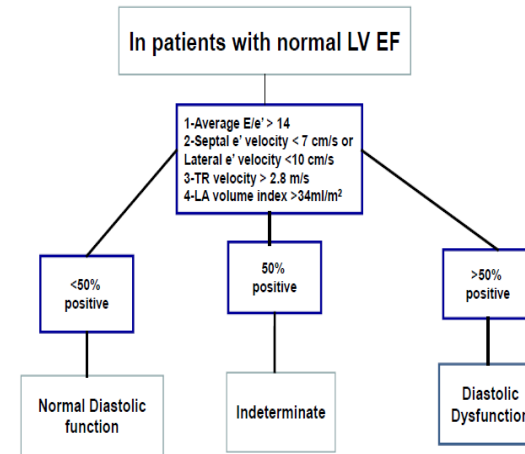 In patients with normal LV EF
1-Average E/e' > 14
2-Septal e' velocity < 7 cm/s or
Lateral e' velocity <10 cm/s
3-TR velocity > 2.8 m/s
4-LA volume index >34ml/m²
<50%
positive
50%
positive
>50%
positive
Normal Diastolic
function
Indeterminate
Diastolic
Dysfunction